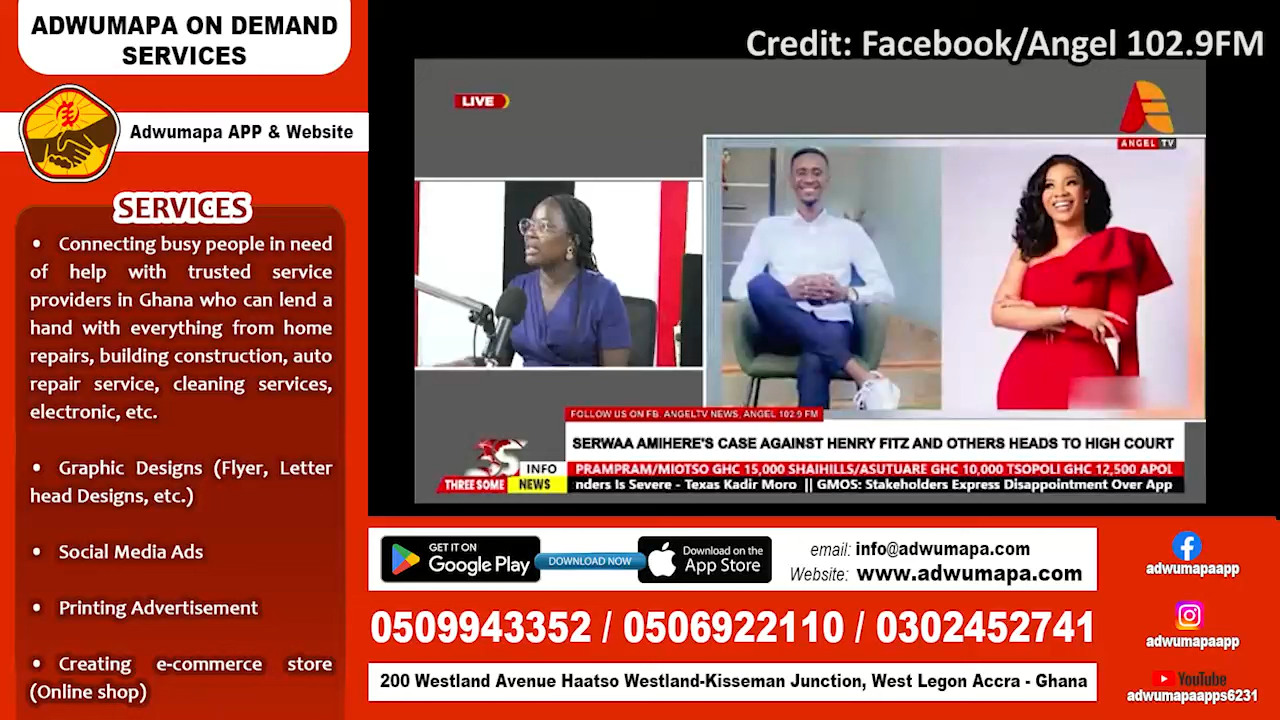 ADWUMAPA ON DEMAND
SERVICES
Adwumapa APP & Website
SERVICES
• Connecting busy people in need
of help with trusted service
providers in Ghana who can lend a
hand with everything from home
repairs, building construction, auto
repair service, cleaning services,
electronic, etc.
• Graphic Designs (Flyer, Letter
head Designs, etc.)
• Social Media Ads
• Printing Advertisement
• Creating e-commerce store
(Online shop)
Credit: Facebook/Angel 102.9FM
LIVE
ANGEL TV
FOLLOW US ON FB: ANGELTV NEWS, ANGEL 102.9 FM
SERWAA AMIHERE'S CASE AGAINST HENRY FITZ AND OTHERS HEADS TO HIGH COURT
3S
THREE SOME
INFO
PRAMPRAM/MIOTSO GHC 15,000 SHAIHILLS/ASUTUARE GHC 10,000 TSOPOLI GHC 12,500 APOL
NEWS
nders Is Severe - Texas Kadir Moro || GMOS: Stakeholders Express Disappointment Over App
GET IT ON
Google Play
DOWNLOAD NOW
Download on the
App Store
email: info@adwumapa.com
Website: www.adwumapa.com
0509943352 / 0506922110 / 0302452741
200 Westland Avenue Haatso Westland-Kisseman Junction, West Legon Accra - Ghana
adwumapaapp
adwumapaapp
YouTube
adwumapaapps6231